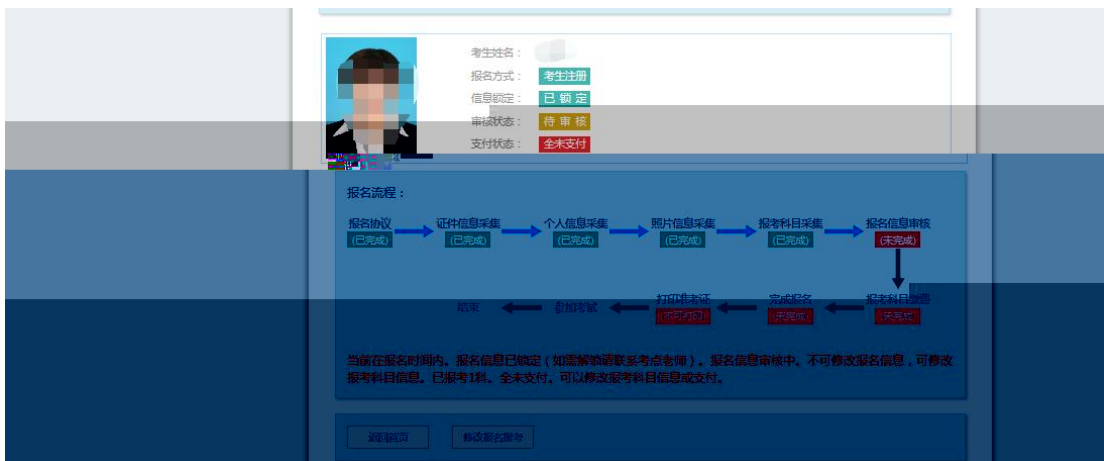 考生姓名：
报名方式： 考生注册
信息锁定： 已锁定
审核状态： 待审核
支付状态： 全未支付
报名流程：
报名协议 证件信息采集 个人信息采集 照片信息采集 报考科目采集 报名信息审核
(已完成) (已完成) (已完成) (已完成) (已完成) (未完成)
结束 参加考试 打印准考证 完成报名 报考科目缴费
(不可打印) (未完成) (未完成)
当前在报名时间内。报名信息已锁定（如需解锁请联系考点老师）。报名信息审核中。不可修改报名信息，可修改
报考科目信息。已报考1科。全未支付。可以修改报考科目信息或支付。
返回首页 修改报名报考